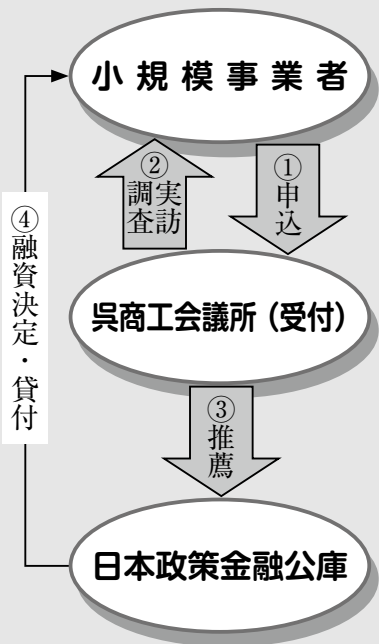 小規模事業者
①申込
②実訪
調査
呉商工会議所（受付）
③推薦
④融資決定・貸付
日本政策金融公庫